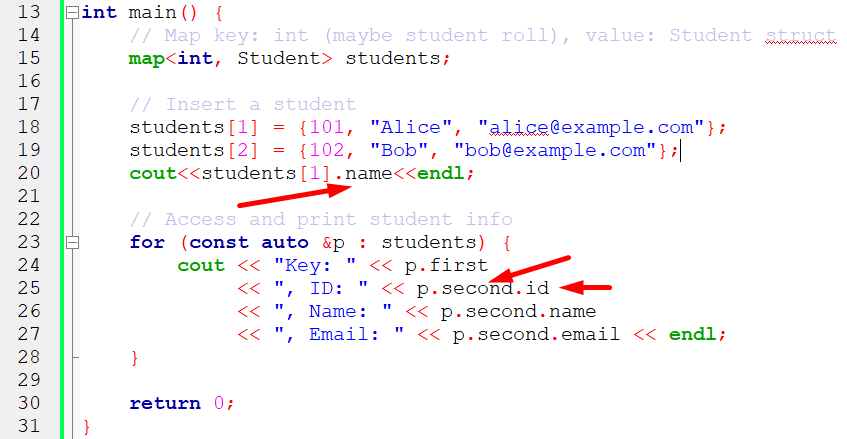 13 int main() {
14     // Map key: int (maybe student roll), value: Student struct
15     map<int, Student> students;
16
17     // Insert a student
18     students[1] = {101, "Alice", "alice@example.com"};
19     students[2] = {102, "Bob", "bob@example.com"};
20     cout<<students[1].name<<endl;
21
22     // Access and print student info
23     for (const auto &p : students) {
24         cout << "Key: " << p.first
25              << ", ID: " << p.second.id
26              << ", Name: " << p.second.name
27              << ", Email: " << p.second.email << endl;
28     }
29
30     return 0;
31 }